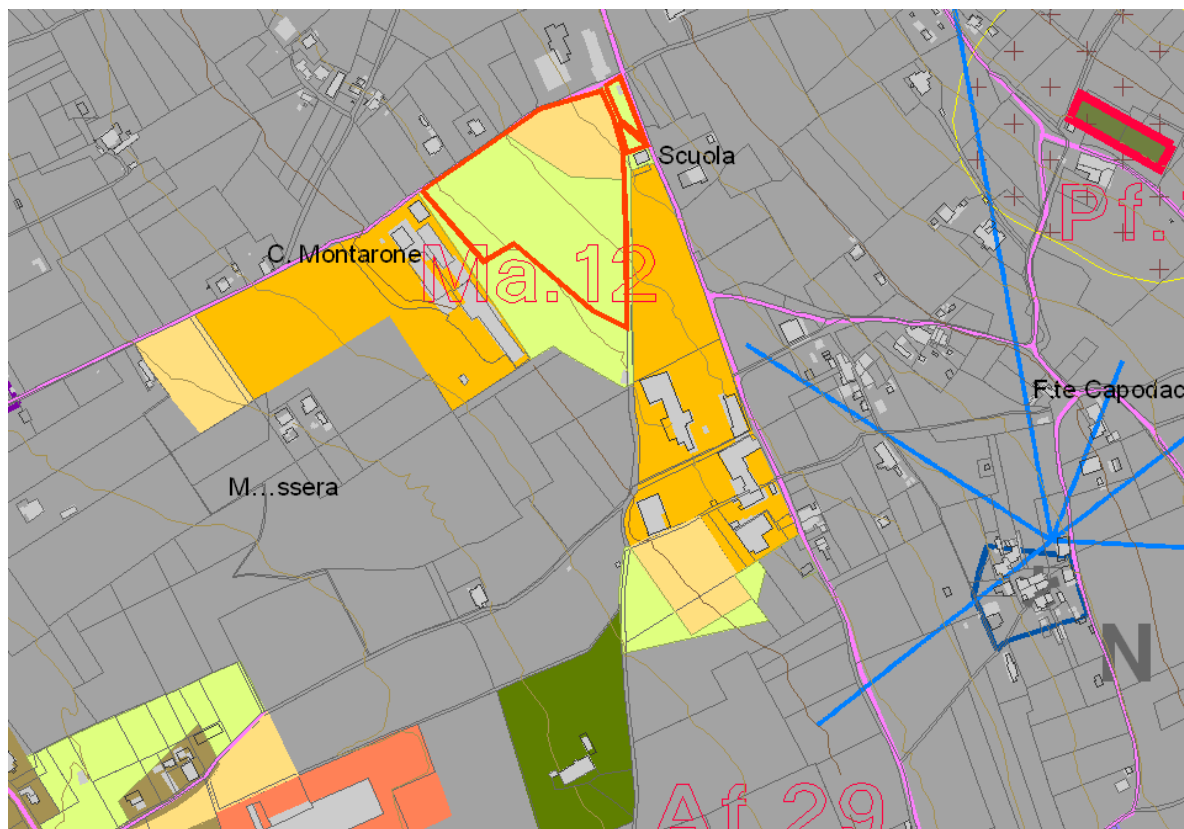 Scuola
Pf.
C. Montarone
Ma.12
F.te Capodac
M...ssera
N
Af.29